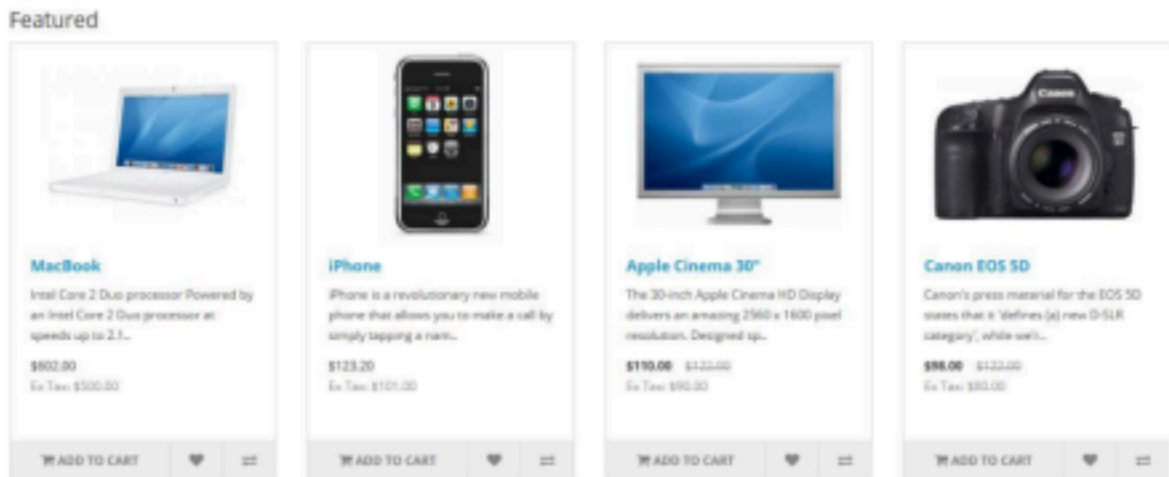 Featured
MacBook
Intel Core 2 Duo processor Powered by
an Intel Core 2 Duo processor at
speeds up to 2.1...
$602.00
Ex Tax: $500.00
ADD TO CART
iPhone
iPhone is a revolutionary new mobile
phone that allows you to make a call by
simply tapping a nam...
$123.20
Ex Tax: $101.00
ADD TO CART
Apple Cinema 30"
The 30-inch Apple Cinema HD Display
delivers an amazing 2560 x 1600 pixel
resolution. Designed sp...
$110.00 $122.00
Ex Tax: $90.00
ADD TO CART
Canon
Canon EOS 5D
Canon's press material for the EOS 5D
states that it 'defines (a) new D-SLR
category', while we'r...
$98.00 $122.00
Ex Tax: $80.00
ADD TO CART